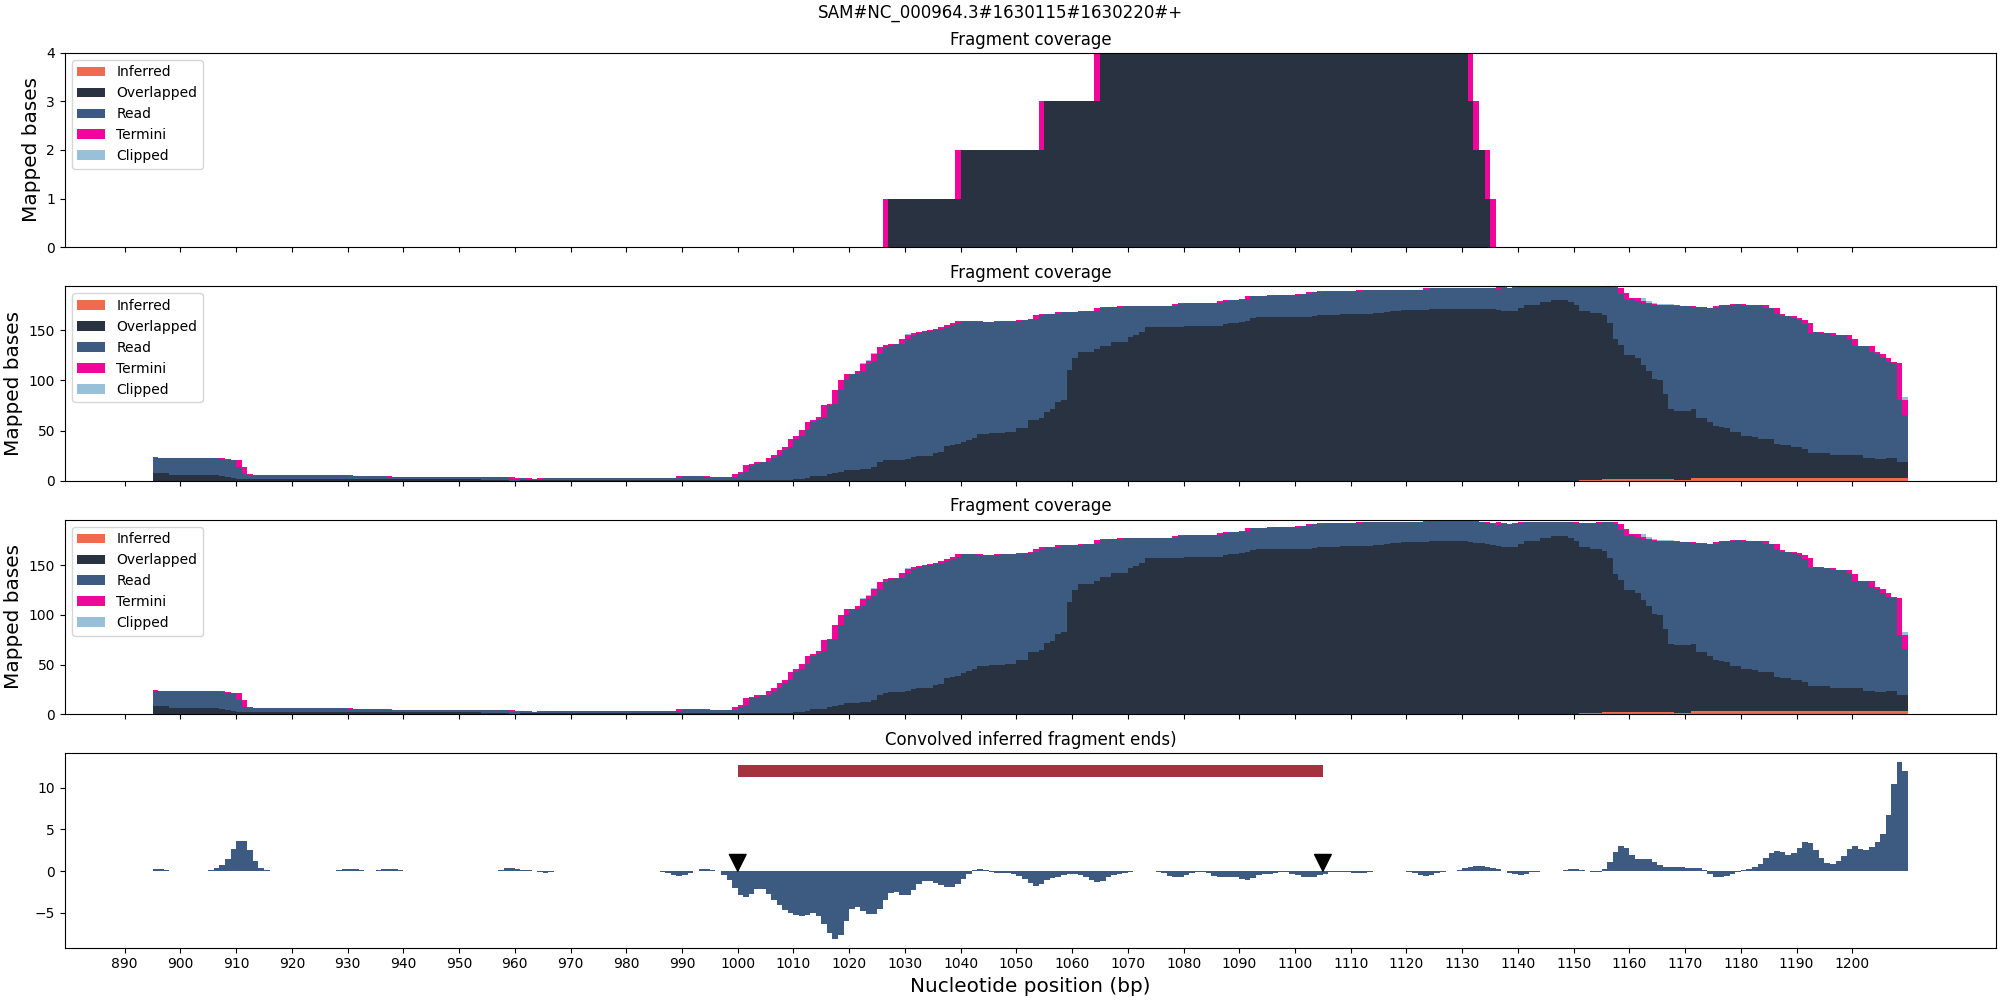 SAM#NC_000964.3#1630115#1630220#+
Fragment coverage
4
3
2
1
0
Mapped bases
Inferred
Overlapped
Read
Termini
Clipped
Fragment coverage
150
100
50
0
Mapped bases
Inferred
Overlapped
Read
Termini
Clipped
Fragment coverage
150
100
50
0
Mapped bases
Inferred
Overlapped
Read
Termini
Clipped
Convolved inferred fragment ends)
10
5
0
−5
890 900 910 920 930 940 950 960 970 980 990 1000 1010 1020 1030 1040 1050 1060 1070 1080 1090 1100 1110 1120 1130 1140 1150 1160 1170 1180 1190 1200
Nucleotide position (bp)